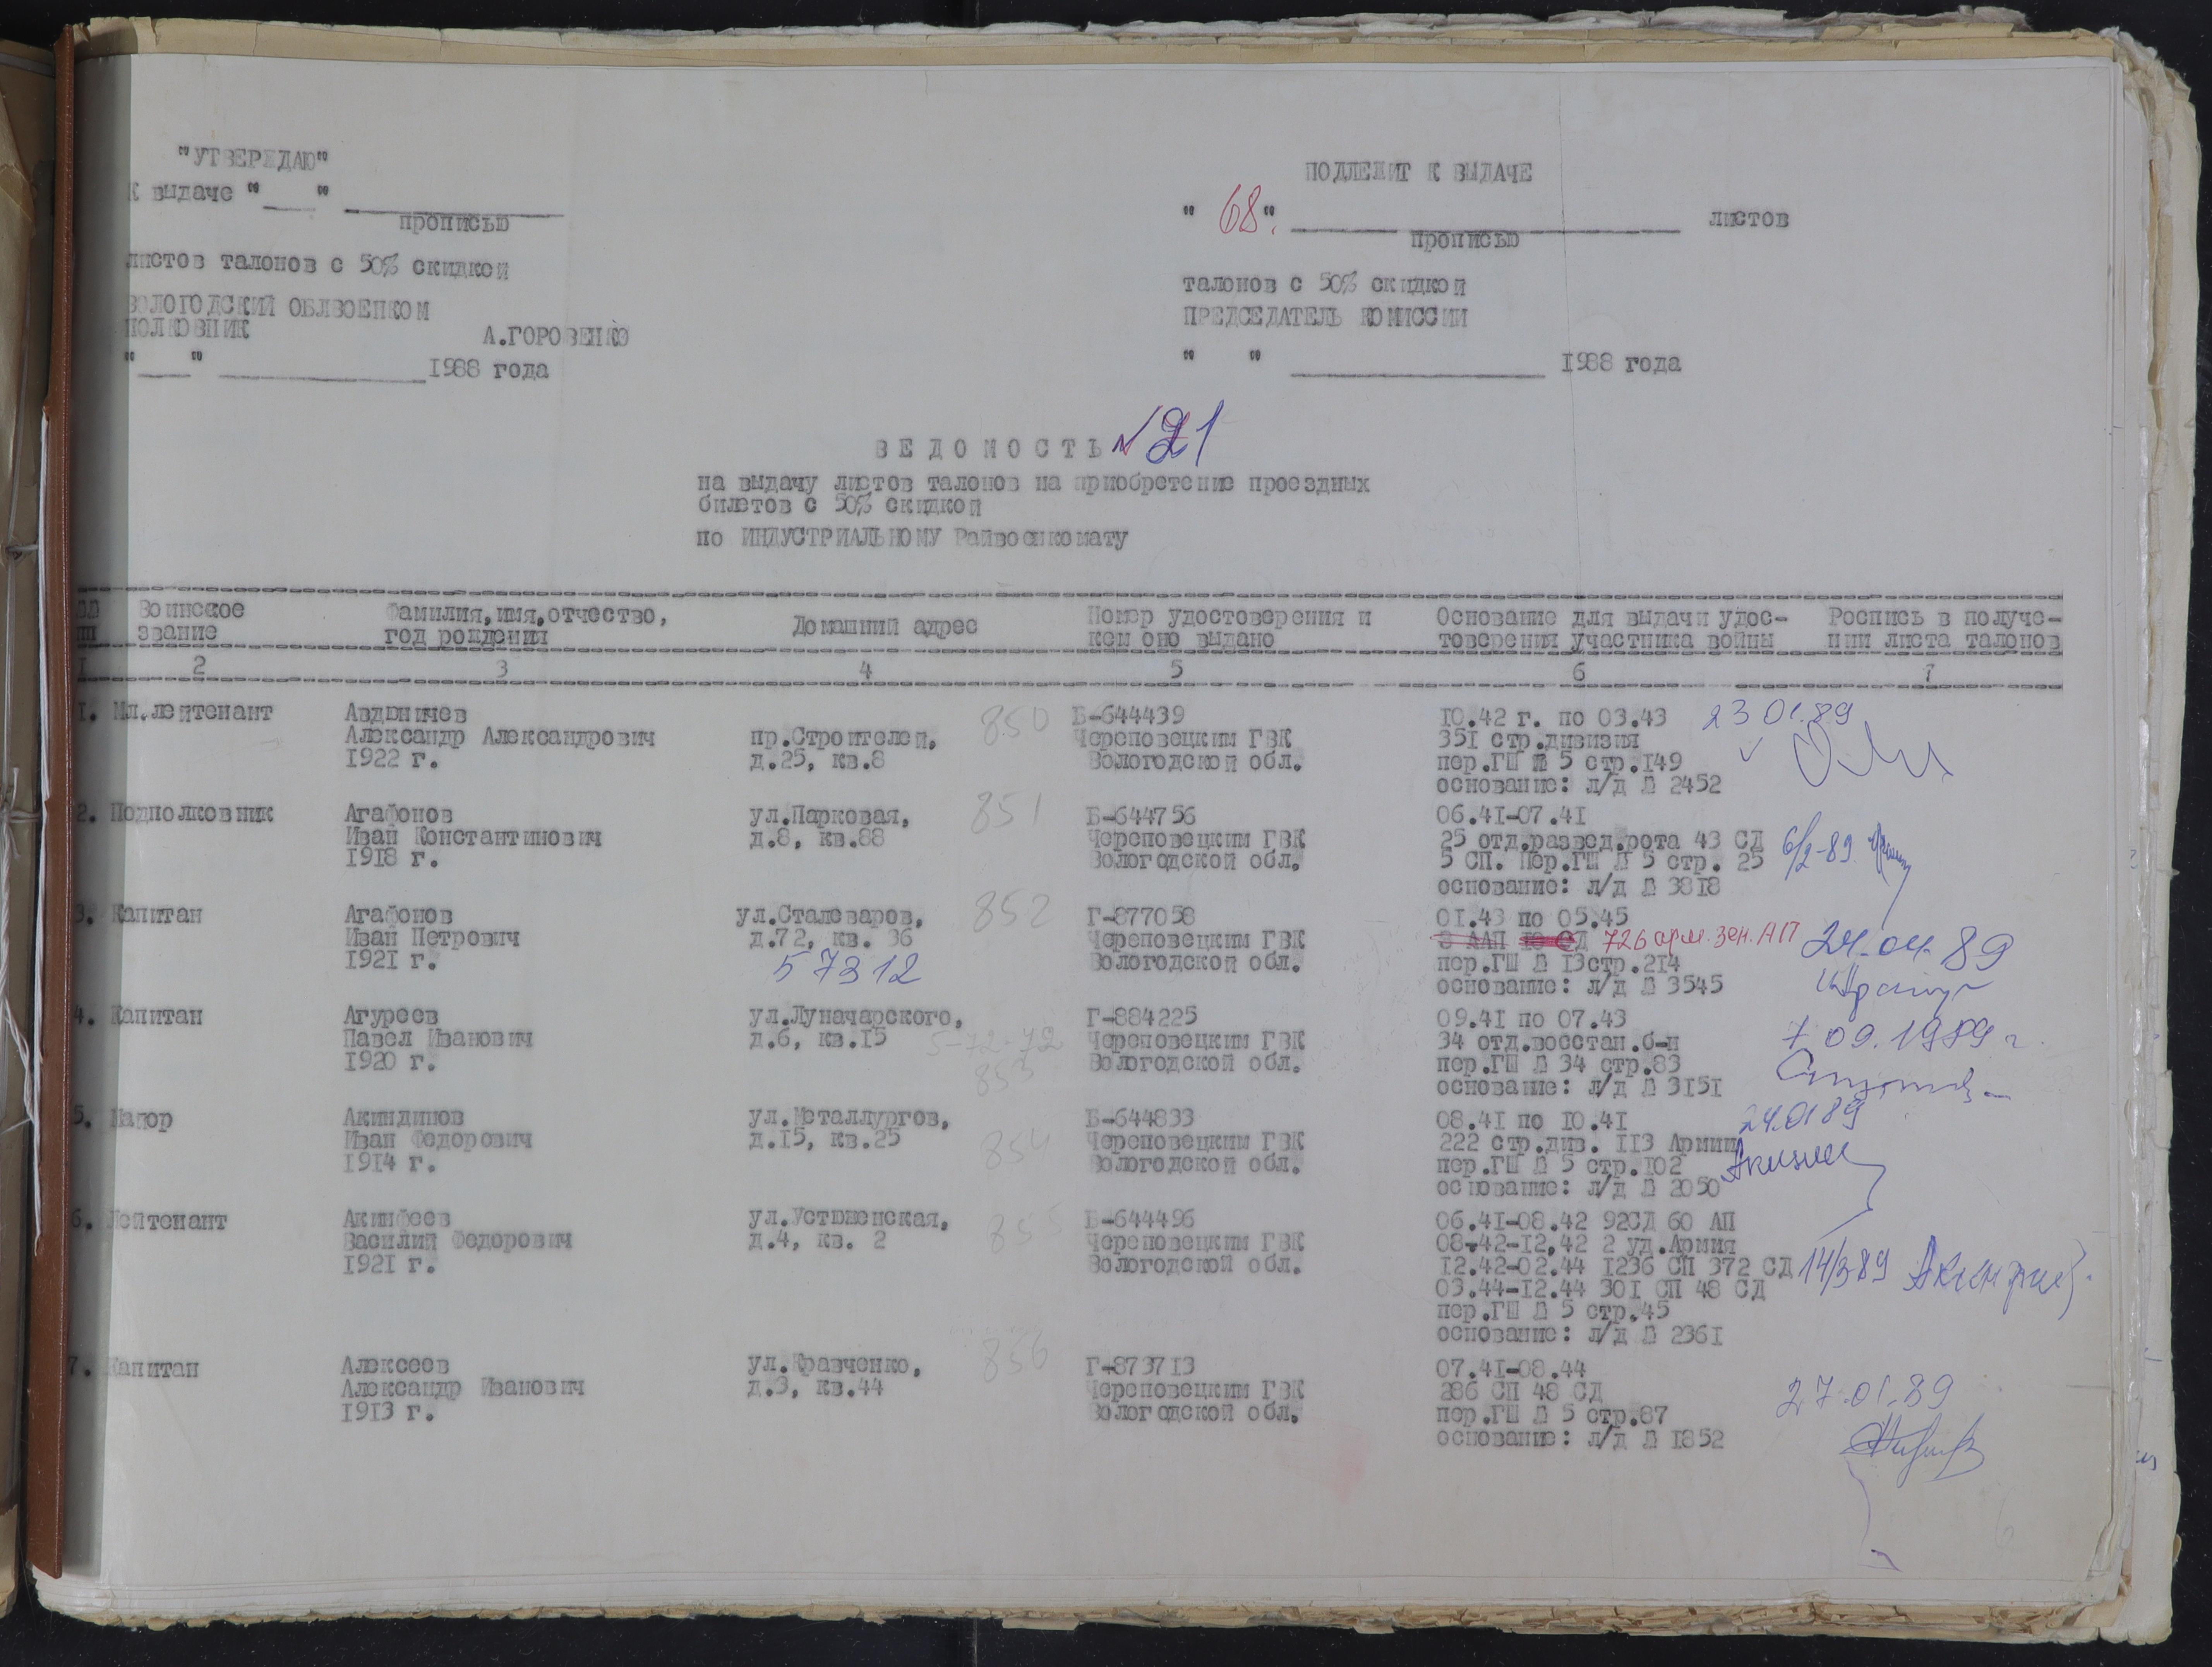 "УТВЕРЖДАЮ"
К выдаче "___" ____________
прописью
листов талонов с 50% скидкой
ВОЛОГОДСКИЙ ОБЛВОЕНКОМ
ПОЛКОВНИК А.ГОРОВЕНКО
"___" ____________ 1988 года
ПОДЛЕЖИТ К ВЫДАЧЕ
"68". ____________ листов
прописью
талонов с 50% скидкой
ПРЕДСЕДАТЕЛЬ КОМИССИИ
" " ____________ 1988 года
ВЕДОМОСТЬ № 21
на выдачу листов талонов на приобретение проездных
билетов с 50% скидкой
по ИНДУСТРИАЛЬНОМУ Райвоенкомату
Воинское звание
Фамилия, имя, отчество, год рождения
Домашний адрес
Номер удостоверения и кем оно выдано
Основание для выдачи удостоверения участника войны
Роспись в получении листа талонов
1 2 3 4 5 6 7
1. Мл.лейтенант Авдюничев 850 Б-644439 10.42 г. по 03.43 23.01.89
Александр Александрович пр.Строителей, Череповецким ГВК 351 стр.дивизия
1922 г. д.25, кв.8 Вологодской обл. пер.ГШ № 5 стр.149
основание: л/д № 2452
2. Подполковник Агафонов ул.Парковая, 851 Б-644756 06.41-07.41
Иван Константинович д.8, кв.88 Череповецким ГВК 25 отд.развед.рота 43 СД 6/2-89
1918 г. Вологодской обл. 5 СП. Пер.ГШ № 5 стр. 25
основание: л/д № 3818
3. Капитан Агафонов ул.Сталеваров, 852 Г-877058 01.43 по 05.45
Иван Петрович д.72, кв. 36 Череповецким ГВК 726 арм. зен. АП 24.04.89
1921 г. 57312 Вологодской обл. пер.ГШ № 13стр.214
основание: л/д № 3545
4. Капитан Агуреев ул.Луначарского, Г-884225 09.41 по 07.43
Павел Иванович д.6, кв.15 5-72-72 Череповецким ГВК 34 отд.восстан.б-н 7 09.1989 г.
1920 г. 853 Вологодской обл. пер.ГШ № 34 стр.83
основание: л/д № 3151
5. Майор Акиндинов ул.Металлургов, Б-644833 08.41 по 10.41 24.01 89
Иван Федорович д.15, кв.25 854 Череповецким ГВК 222 стр.див. 113 Армии
1914 г. Вологодской обл. пер.ГШ № 5 стр.102
основание: л/д № 2050
6. Лейтенант Акинфеев ул.Устюженская, 855 Б-644496 06.41-08.42 92СД 60 АП
Василий Федорович д.4, кв. 2 Череповецким ГВК 08-42-12,42 2 уд.Армия
1921 г. Вологодской обл. 12.42-02.44 1236 СП 372 СД 14/3 89
03.44-12.44 301 СП 48 СД
пер.ГШ № 5 стр.45
основание: л/д № 2361
7. Капитан Алексеев ул.Кравченко, 856 Г-873713 07.41-08.44
Александр Иванович д.3, кв.44 Череповецким ГВК 286 СП 48 СД 27.01.89
1913 г. Вологодской обл. пер.ГШ № 5 стр.87
основание: л/д № 1852